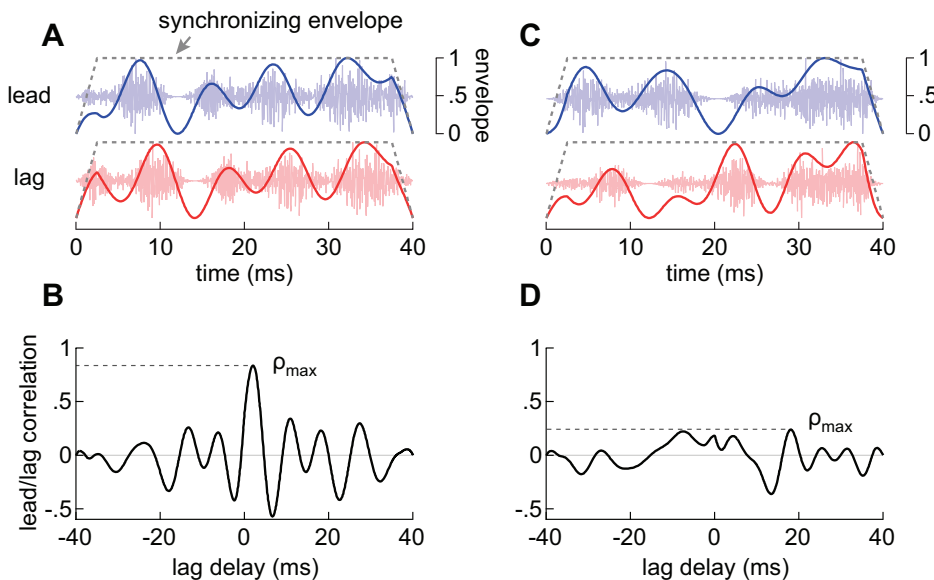 synchronizing envelope
A
C
lead
lag
1
.5
0
envelope
1
.5
0
0 10 20 30 40
time (ms)
0 10 20 30 40
time (ms)
B
D
lead/lag correlation
1
.5
0
-.5
ρmax
-40 -20 0 20 40
lag delay (ms)
1
.5
0
-.5
ρmax
-40 -20 0 20 40
lag delay (ms)